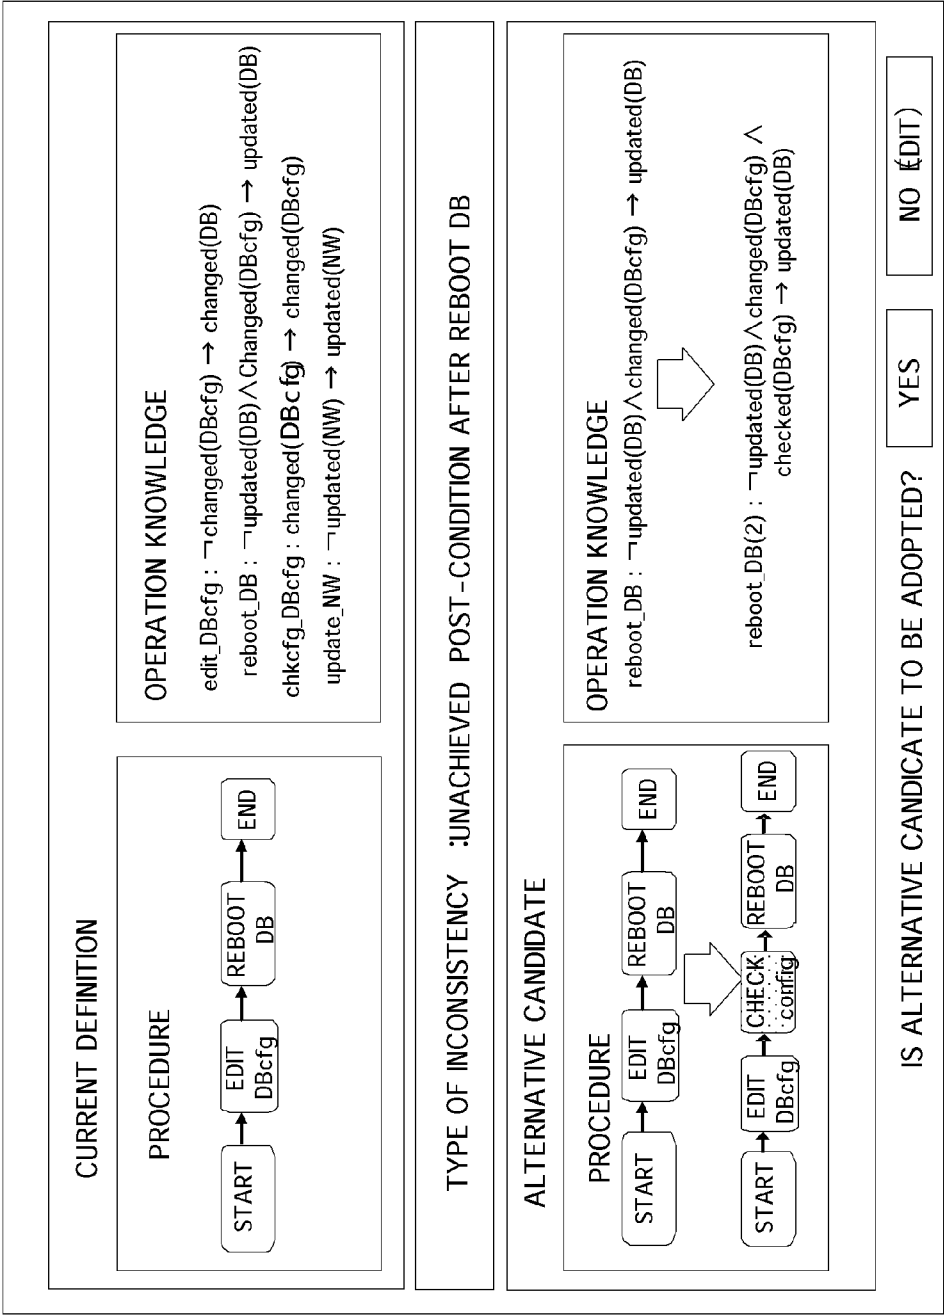 CURRENT DEFINITION
PROCEDURE
START
EDIT
DBcfg
REBOOT
DB
END
OPERATION KNOWLEDGE
edit_DBcfg : ¬changed(DBcfg) → changed(DB)
reboot_DB : ¬updated(DB)∧Changed(DBcfg) → updated(DB)
chkcfg_DBcfg : changed(DBcfg) → changed(DBcfg)
update_NW : ¬updated(NW) → updated(NW)
TYPE OF INCONSISTENCY :UNACHIEVED POST-CONDITION AFTER REBOOT DB
ALTERNATIVE CANDIDATE
PROCEDURE
START
EDIT
DBcfg
REBOOT
DB
END
START
EDIT
DBcfg
CHECK
config
REBOOT
DB
END
OPERATION KNOWLEDGE
reboot_DB : ¬updated(DB)∧changed(DBcfg) → updated(DB)
reboot_DB(2) : ¬updated(DB)∧changed(DBcfg) ∧
checked(DBcfg) → updated(DB)
IS ALTERNATIVE CANDICATE TO BE ADOPTED?
YES
NO (EDIT)